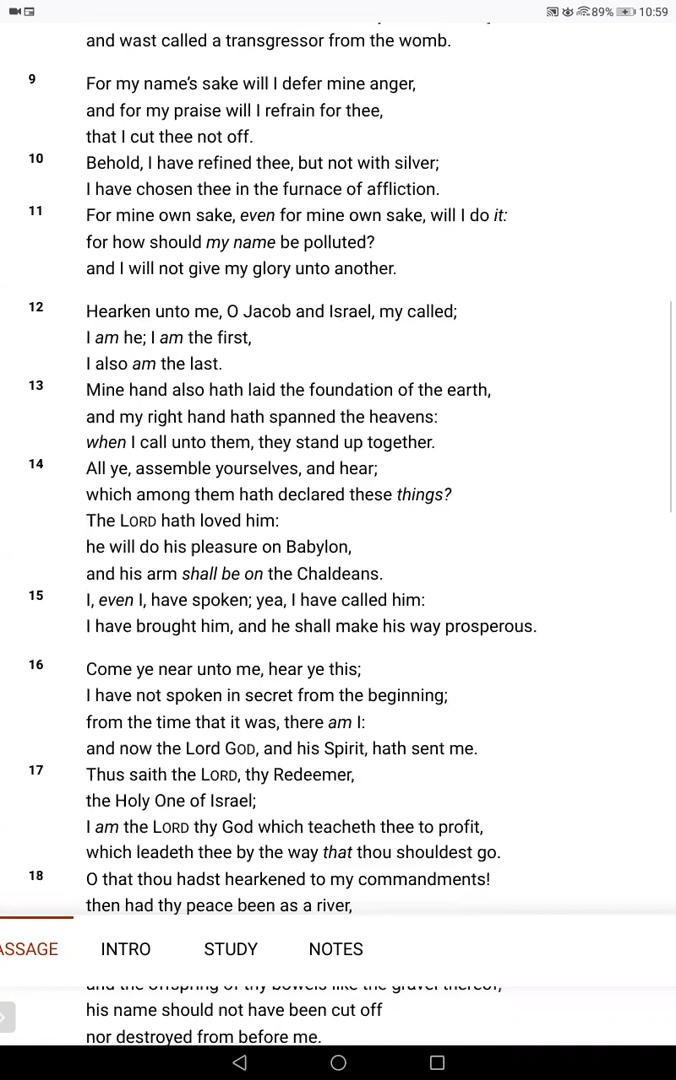 89% 10:59
and wast called a transgressor from the womb.
9 For my name's sake will I defer mine anger,
and for my praise will I refrain for thee,
that I cut thee not off.
10 Behold, I have refined thee, but not with silver;
I have chosen thee in the furnace of affliction.
11 For mine own sake, even for mine own sake, will I do it:
for how should my name be polluted?
and I will not give my glory unto another.
12 Hearken unto me, O Jacob and Israel, my called;
I am he; I am the first,
I also am the last.
13 Mine hand also hath laid the foundation of the earth,
and my right hand hath spanned the heavens:
when I call unto them, they stand up together.
14 All ye, assemble yourselves, and hear;
which among them hath declared these things?
The LORD hath loved him:
he will do his pleasure on Babylon,
and his arm shall be on the Chaldeans.
15 I, even I, have spoken; yea, I have called him:
I have brought him, and he shall make his way prosperous.
16 Come ye near unto me, hear ye this;
I have not spoken in secret from the beginning;
from the time that it was, there am I:
and now the Lord GOD, and his Spirit, hath sent me.
17 Thus saith the LORD, thy Redeemer,
the Holy One of Israel;
I am the LORD thy God which teacheth thee to profit,
which leadeth thee by the way that thou shouldest go.
18 O that thou hadst hearkened to my commandments!
then had thy peace been as a river,
ASSAGE INTRO STUDY NOTES
and the offspring of thy bowels like the gravel thereof;
his name should not have been cut off
nor destroyed from before me.